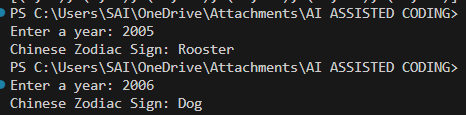 PS C:\Users\SAI\OneDrive\Attachments\AI ASSISTED CODING>
Enter a year: 2005
Chinese Zodiac Sign: Rooster
PS C:\Users\SAI\OneDrive\Attachments\AI ASSISTED CODING>
Enter a year: 2006
Chinese Zodiac Sign: Dog